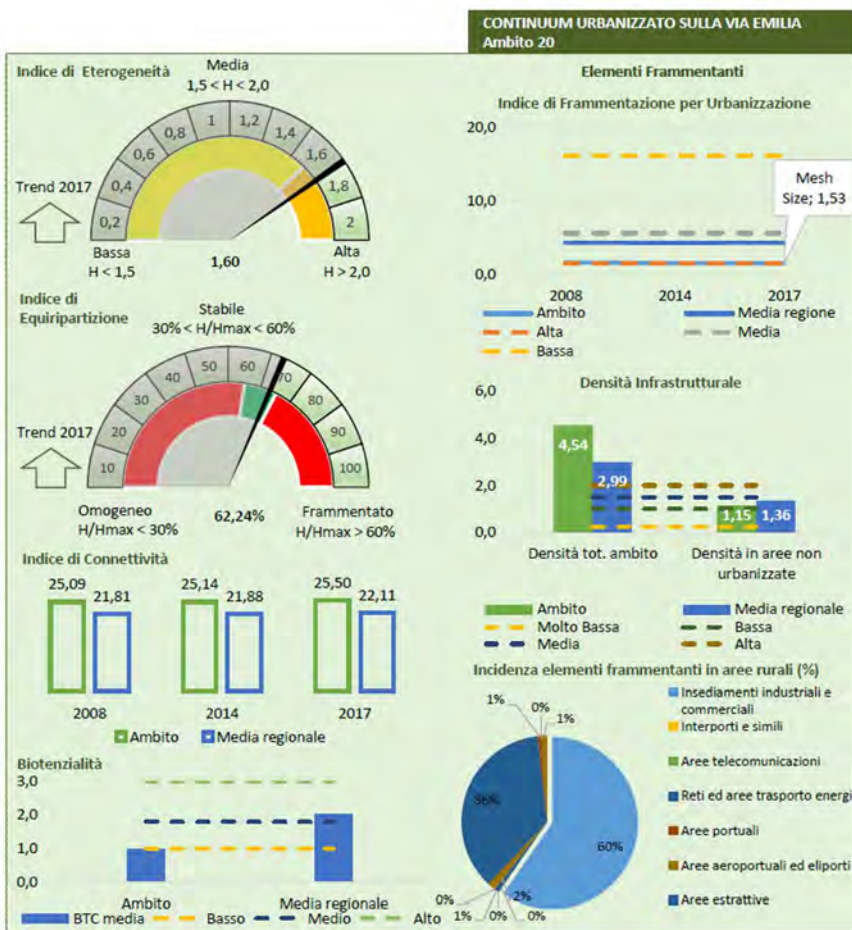 CONTINUUM URBANIZZATO SULLA VIA EMILIA
Ambito 20
Indice di Eterogeneità
Media
1,5 < H < 2,0
0,2
0,4
0,6
0,8
1
1,2
1,4
1,6
1,8
2
Trend 2017
Bassa
H < 1,5
1,60
Alta
H > 2,0
Indice di
Equiripartizione
Stabile
30% < H/Hmax < 60%
10
20
30
40
50
60
70
80
90
100
Trend 2017
Omogeneo
H/Hmax < 30%
62,24%
Frammentato
H/Hmax > 60%
Indice di Connettività
25,09
21,81
25,14
21,88
25,50
22,11
2008
2014
2017
Ambito
Media regionale
Biotenzialità
3,0
2,0
1,0
0,0
Ambito
Media regionale
BTC media
Basso
Medio
Alto
Elementi Frammentanti
Indice di Frammentazione per Urbanizzazione
20,0
10,0
0,0
Mesh
Size; 1,53
2008
2014
2017
Ambito
Media regione
Alta
Media
Bassa
Densità Infrastrutturale
6,0
4,0
2,0
0,0
4,54
2,99
1,15
1,36
Densità tot. ambito
Densità in aree non
urbanizzate
Ambito
Media regionale
Molto Bassa
Bassa
Media
Alta
Incidenza elementi frammentanti in aree rurali (%)
1%
0%
1%
36%
60%
0%
1%
0%
2%
0%
Insediamenti industriali e
commerciali
Interporti e simili
Aree telecomunicazioni
Reti ed aree trasporto energi
Aree portuali
Aree aeroportuali ed eliporti
Aree estrattive